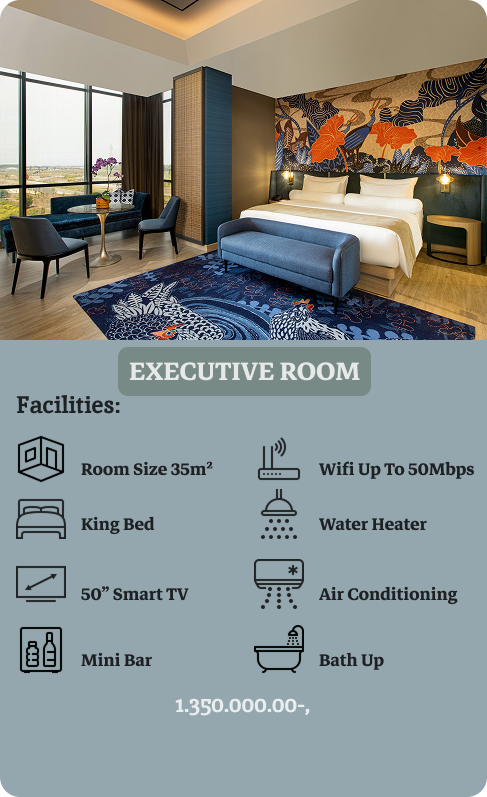 EXECUTIVE ROOM
Facilities:
Room Size 35m²
Wifi Up To 50Mbps
King Bed
Water Heater
50” Smart TV
Air Conditioning
Mini Bar
Bath Up
1.350.000.00-,